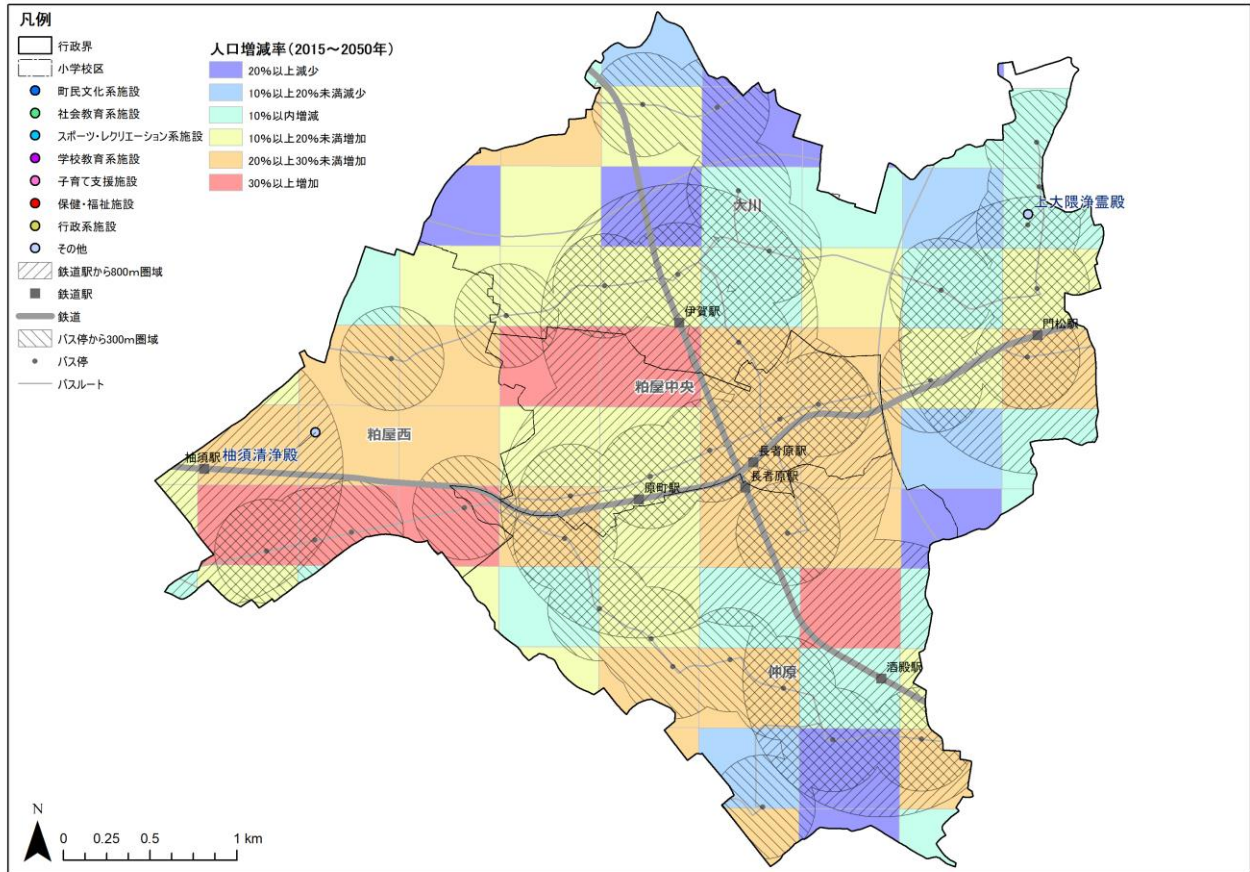 凡例
行政界
小学校区
町民文化系施設
社会教育系施設
スポーツ・レクリエーション系施設
学校教育系施設
子育て支援施設
保健・福祉施設
行政系施設
その他
鉄道駅から800m圏域
鉄道駅
鉄道
バス停から300m圏域
バス停
バスルート
人口増減率(2015~2050年)
20%以上減少
10%以上20%未満減少
10%以内増減
10%以上20%未満増加
20%以上30%未満増加
30%以上増加
大川
上大隈浄霊殿
伊賀駅
門松駅
粕屋中央
粕屋西
柚須清浄殿
柚須駅
長者原駅
長者原駅
原町駅
仲原
酒殿駅
N
0 0.25 0.5 1 km